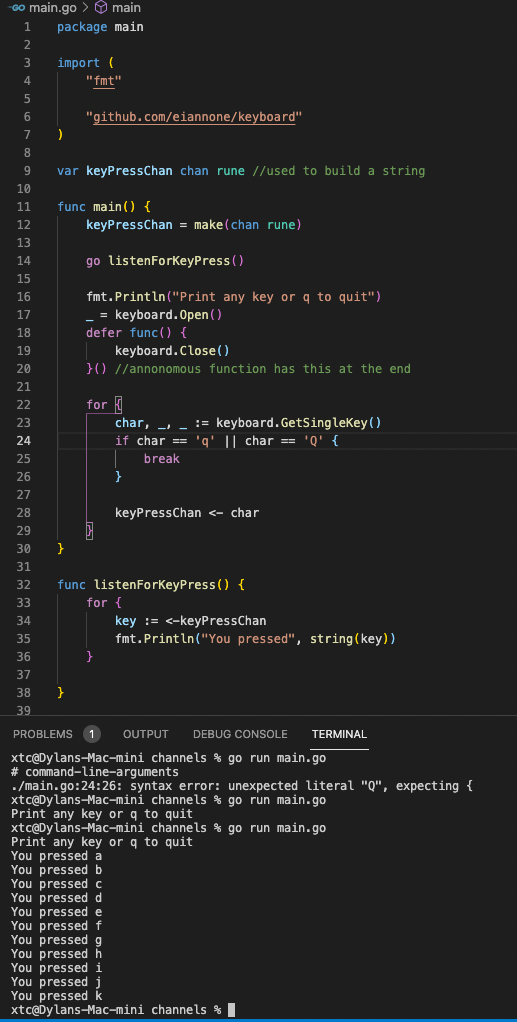 main.go > main
1 package main
2
3 import (
4 "fmt"
5
6 "github.com/eiannone/keyboard"
7 )
8
9 var keyPressChan chan rune //used to build a string
10
11 func main() {
12 keyPressChan = make(chan rune)
13
14 go listenForKeyPress()
15
16 fmt.Println("Print any key or q to quit")
17 _ = keyboard.Open()
18 defer func() {
19 keyboard.Close()
20 }() //annonomous function has this at the end
21
22 for {
23 char, _, _ := keyboard.GetSingleKey()
24 if char == 'q' || char == 'Q' {
25 break
26 }
27
28 keyPressChan <- char
29 }
30 }
31
32 func listenForKeyPress() {
33 for {
34 key := <-keyPressChan
35 fmt.Println("You pressed", string(key))
36 }
37
38 }
39
PROBLEMS 1 OUTPUT DEBUG CONSOLE TERMINAL
xtc@Dylans-Mac-mini channels % go run main.go
# command-line-arguments
./main.go:24:26: syntax error: unexpected literal "Q", expecting {
xtc@Dylans-Mac-mini channels % go run main.go
Print any key or q to quit
xtc@Dylans-Mac-mini channels % go run main.go
Print any key or q to quit
You pressed a
You pressed b
You pressed c
You pressed d
You pressed e
You pressed f
You pressed g
You pressed h
You pressed i
You pressed j
You pressed k
xtc@Dylans-Mac-mini channels %